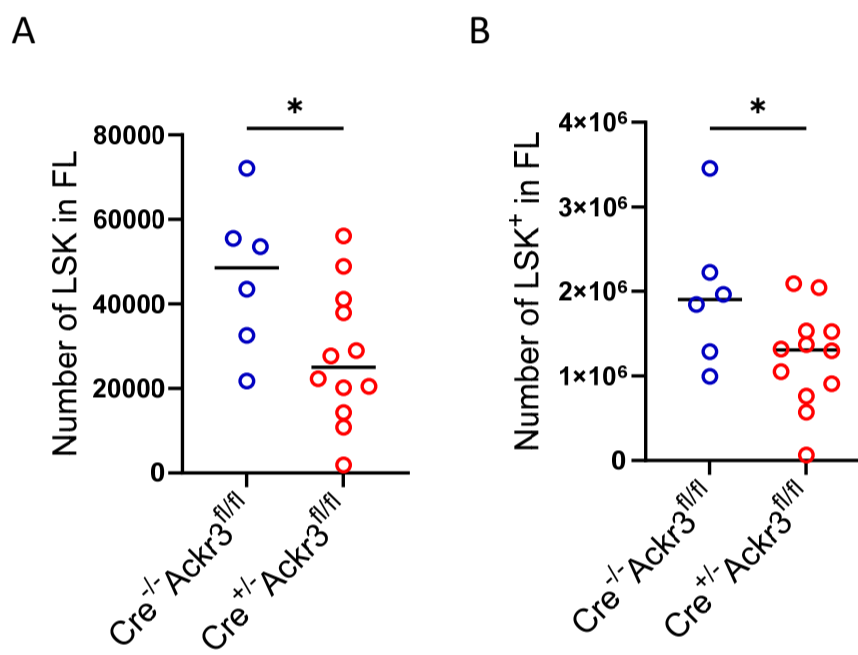 A
*
Number of LSK in FL
80000
60000
40000
20000
0
Cre⁻/⁻Ackr3ᶠˡ/ᶠˡ
Cre⁺/⁻Ackr3ᶠˡ/ᶠˡ
B
*
Number of LSK⁺ in FL
4×10⁶
3×10⁶
2×10⁶
1×10⁶
0
Cre⁻/⁻Ackr3ᶠˡ/ᶠˡ
Cre⁺/⁻Ackr3ᶠˡ/ᶠˡ